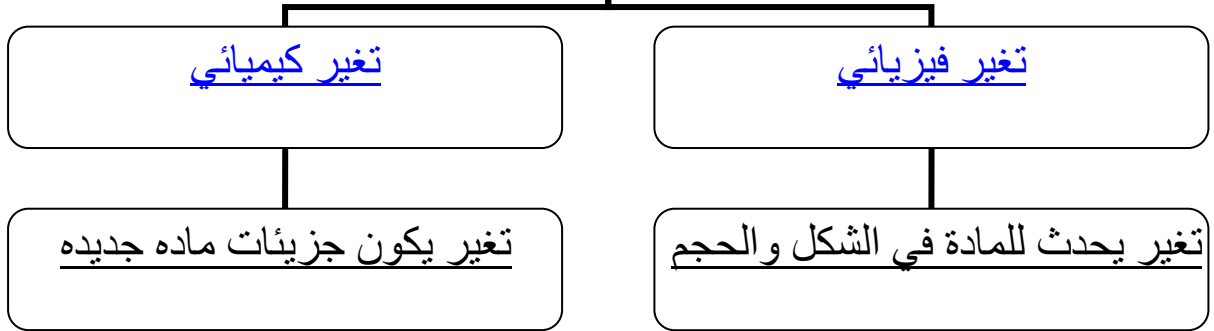 تغير فيزيائي
تغير كيميائي
تغير يحدث للمادة في الشكل والحجم
تغير يكون جزيئات ماده جديده